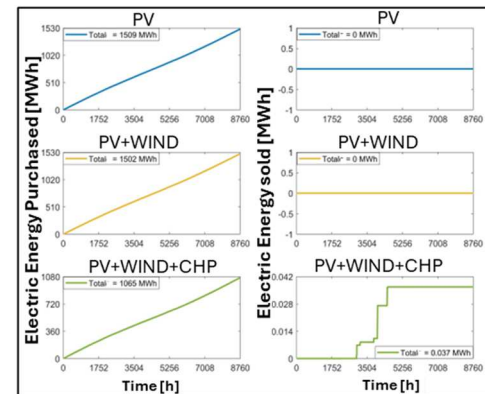 PV PV
Electric Energy Purchased [MWh]
Electric Energy sold [MWh]
1530
1020
510
0
Total = 1509 MWh
0 1752 3504 5256 7008 8760
1
0.5
0
-0.5
-1
Total = 0 MWh
0 1752 3504 5256 7008 8760
PV+WIND PV+WIND
1530
1020
510
0
Total = 1502 MWh
0 1752 3504 5256 7008 8760
1
0.5
0
-0.5
-1
Total = 0 MWh
0 1752 3504 5256 7008 8760
PV+WIND+CHP PV+WIND+CHP
1080
720
360
0
Total = 1065 MWh
0 1752 3504 5256 7008 8760
Time [h]
0.042
0.028
0.014
0
Total = 0.037 MWh
0 1752 3504 5256 7008 8760
Time [h]